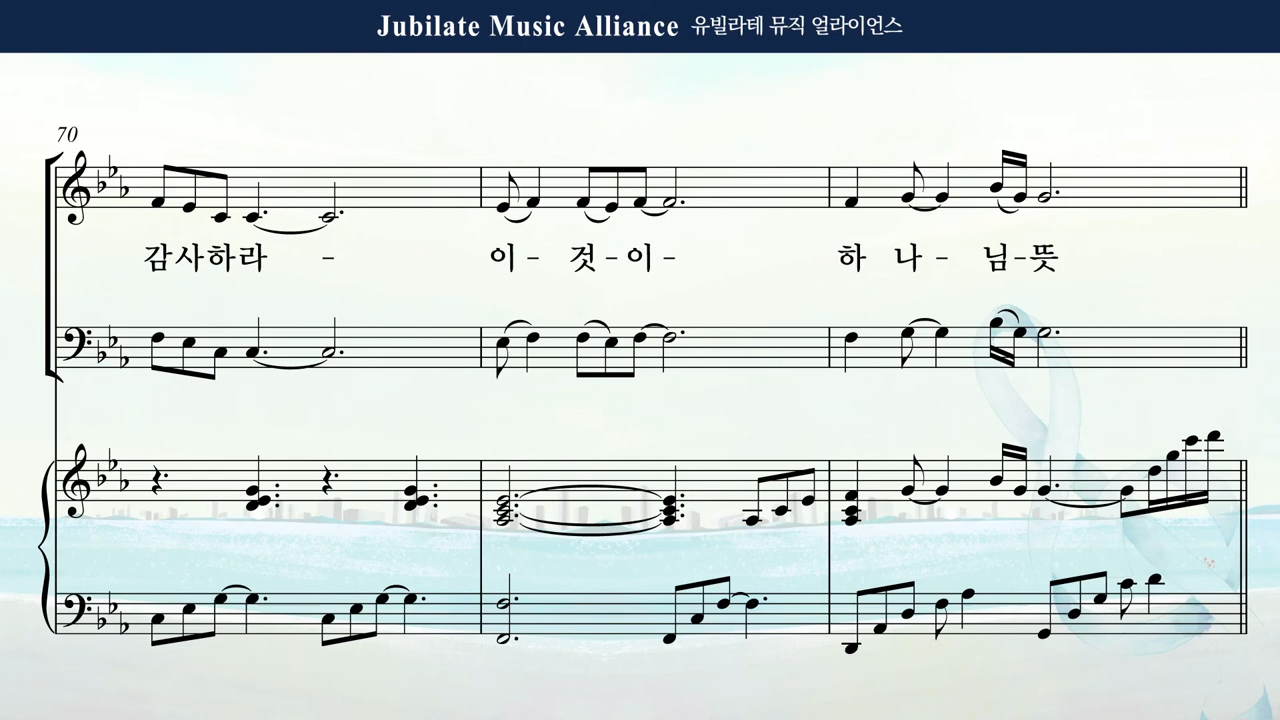 Jubilate Music Alliance 유빌라테 뮤직 얼라이언스
70
감사하라 - 이 - 것 - 이 - 하 나 - 님 - 뜻